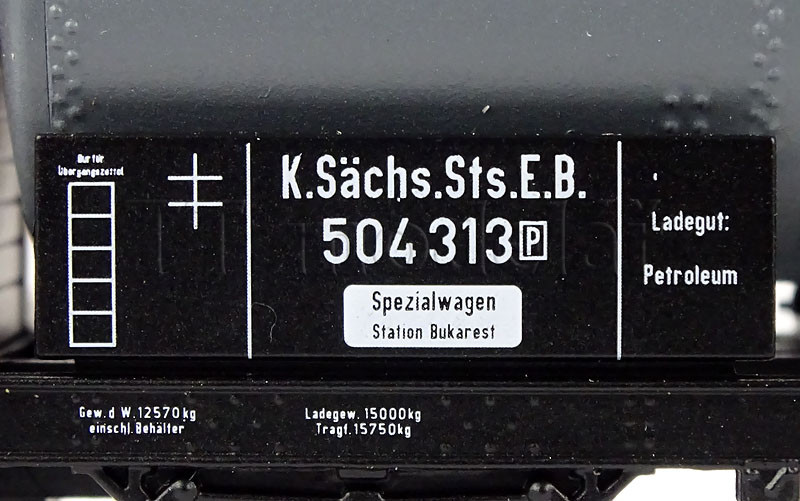 Nur für
Übergangszettel
K.Sächs.Sts.E.B.
504 313 P
Spezialwagen
Station Bukarest
Ladegut:
Petroleum
Gew.d W.12570kg
einschl.Behälter
Ladegew. 15000kg
Tragf.15750kg